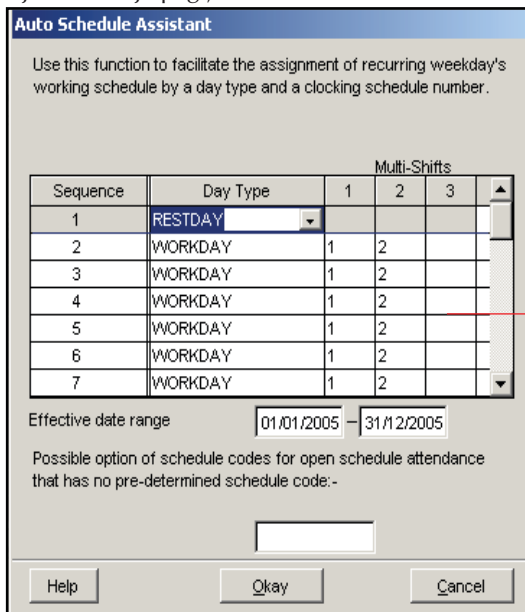 Auto Schedule Assistant
Use this function to facilitate the assignment of recurring weekday's
working schedule by a day type and a clocking schedule number.
Multi-Shifts
Sequence Day Type 1 2 3
1 RESTDAY
2 WORKDAY 1 2
3 WORKDAY 1 2
4 WORKDAY 1 2
5 WORKDAY 1 2
6 WORKDAY 1 2
7 WORKDAY 1 2
Effective date range 01/01/2005 – 31/12/2005
Possible option of schedule codes for open schedule attendance
that has no pre-determined schedule code:-
Help Okay Cancel